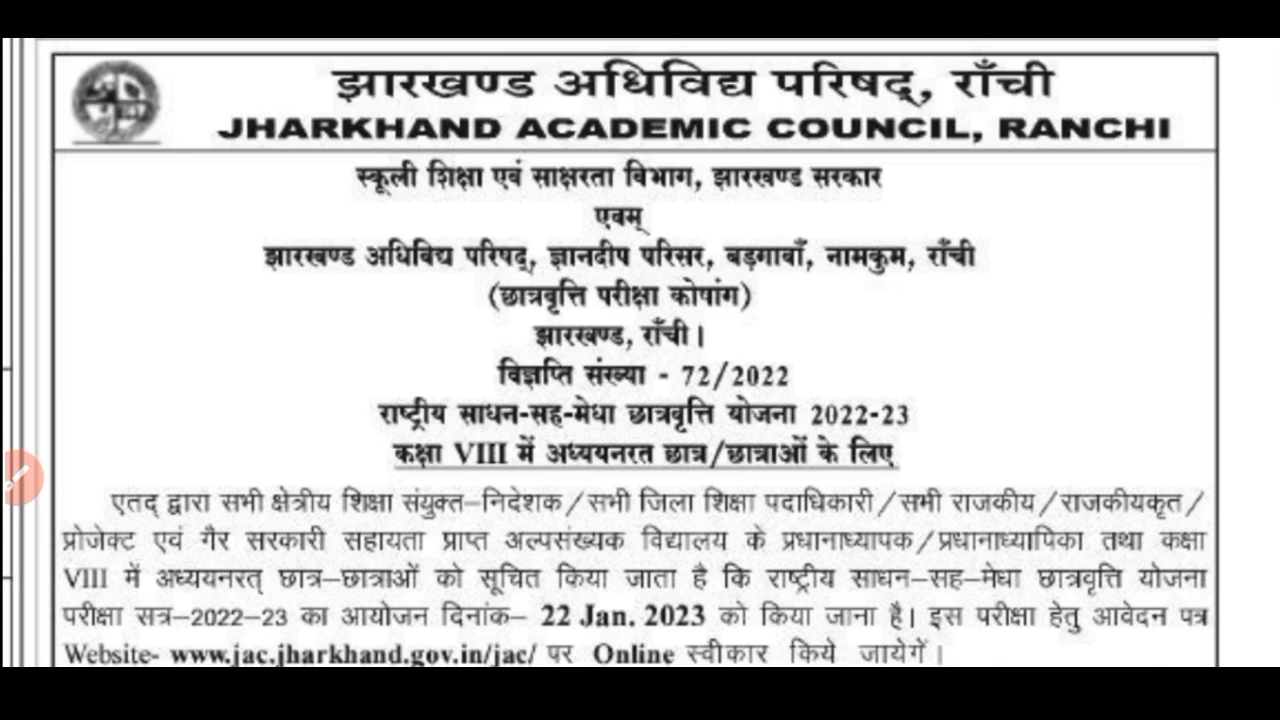 झारखण्ड अधिविद्य परिषद्, राँची
JHARKHAND ACADEMIC COUNCIL, RANCHI
स्कूली शिक्षा एवं साक्षरता विभाग, झारखण्ड सरकार
एवम्
झारखण्ड अधिविद्य परिषद्, ज्ञानदीप परिसर, बड़गावाँ, नामकुम, राँची
(छात्रवृत्ति परीक्षा कोषांग)
झारखण्ड, राँची।
विज्ञप्ति संख्या - 72/2022
राष्ट्रीय साधन-सह-मेधा छात्रवृत्ति योजना 2022-23
कक्षा VIII में अध्ययनरत छात्र/छात्राओं के लिए
एतद् द्वारा सभी क्षेत्रीय शिक्षा संयुक्त–निदेशक/सभी जिला शिक्षा पदाधिकारी/सभी राजकीय/राजकीयकृत/
प्रोजेक्ट एवं गैर सरकारी सहायता प्राप्त अल्पसंख्यक विद्यालय के प्रधानाध्यापक/प्रधानाध्यापिका तथा कक्षा
VIII में अध्ययनरत् छात्र–छात्राओं को सूचित किया जाता है कि राष्ट्रीय साधन–सह–मेधा छात्रवृत्ति योजना
परीक्षा सत्र–2022–23 का आयोजन दिनांक– 22 Jan. 2023 को किया जाना है। इस परीक्षा हेतु आवेदन पत्र
Website- www.jac.jharkhand.gov.in/jac/ पर Online स्वीकार किये जायेगें।